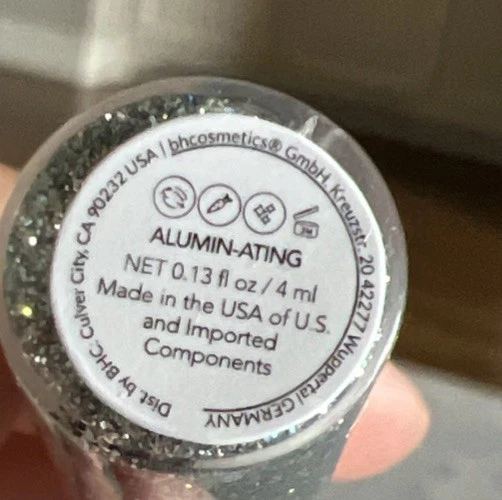 Dist. by BHC. Culver City, CA 90232 USA | bhcosmetics® GmbH, Kreuzstr. 20 42277 Wuppertal GERMANY
ALUMIN-ATING
NET 0.13 fl oz / 4 ml
Made in the USA of U.S.
and Imported
Components